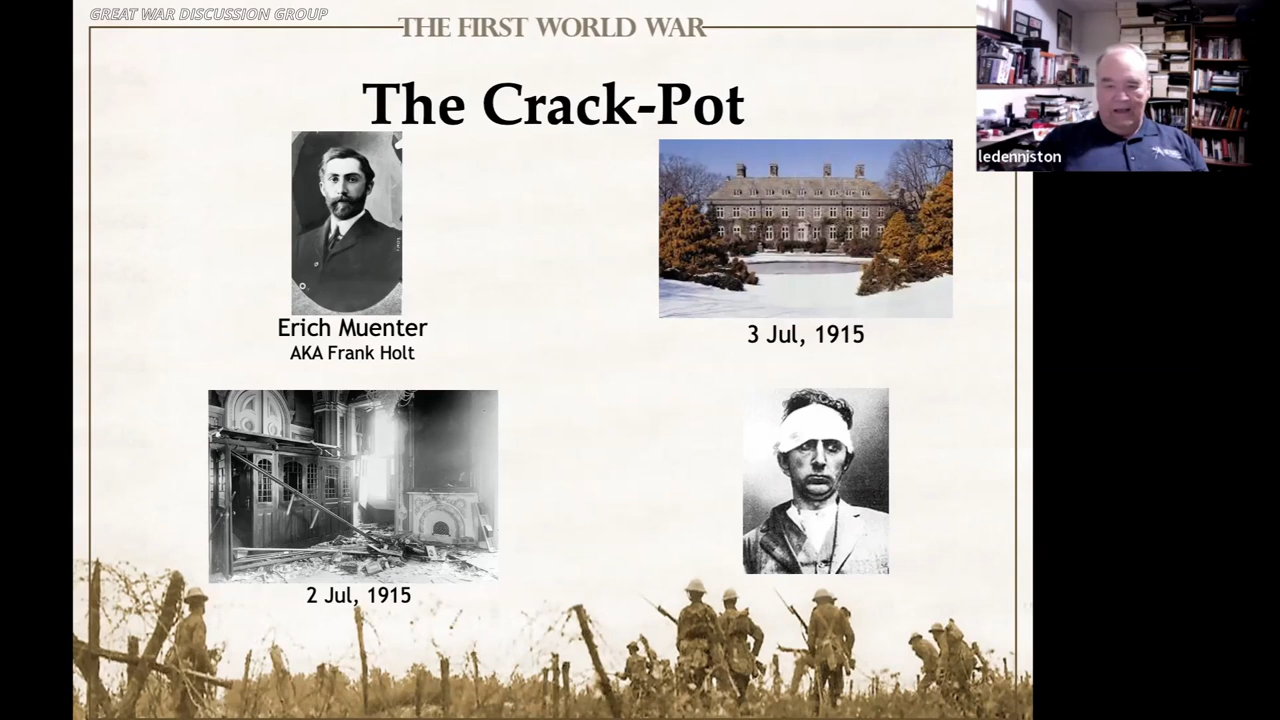 GREAT WAR DISCUSSION GROUP
THE FIRST WORLD WAR
The Crack-Pot
ledenniston
Erich Muenter
AKA Frank Holt
3 Jul, 1915
2 Jul, 1915